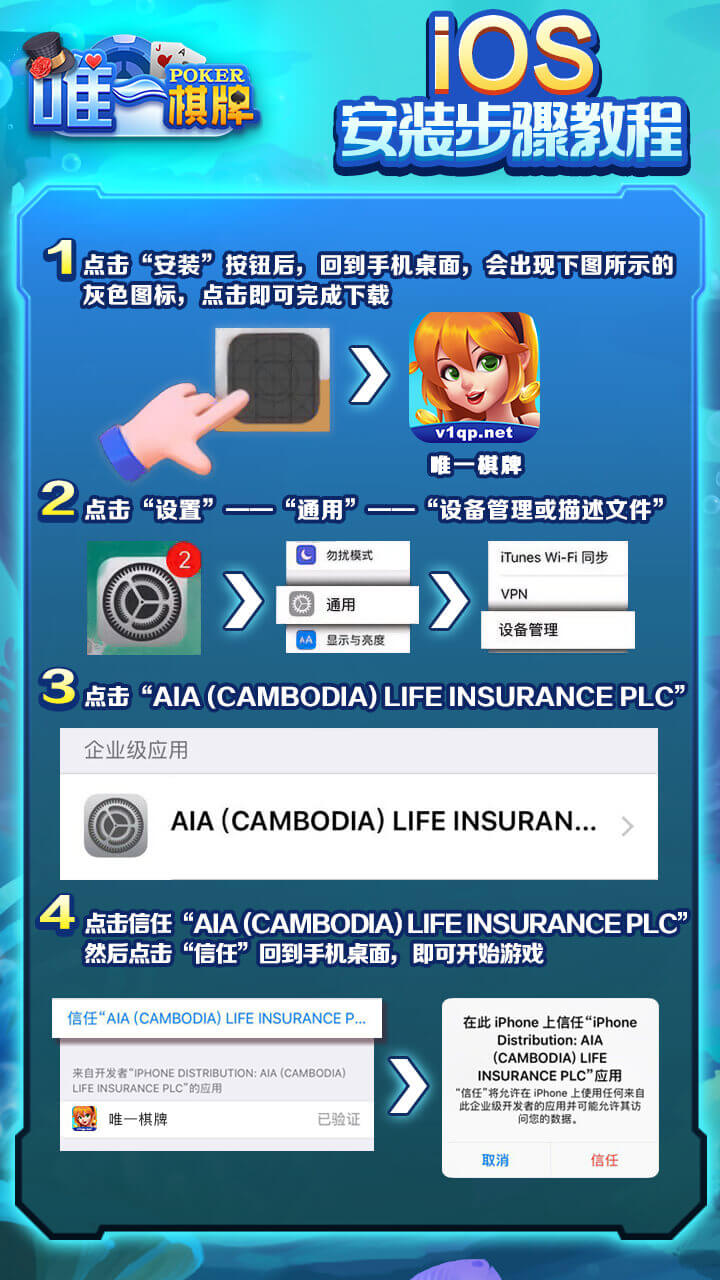 唯一棋牌
POKER
J
A
iOS
安装步骤教程
1 点击“安装”按钮后，回到手机桌面，会出现下图所示的
灰色图标，点击即可完成下载
v1qp.net
唯一棋牌
2 点击“设置”——“通用”——“设备管理或描述文件”
2
勿扰模式
通用
AA 显示与亮度
iTunes Wi-Fi 同步
VPN
设备管理
3 点击“AIA (CAMBODIA) LIFE INSURANCE PLC”
企业级应用
AIA (CAMBODIA) LIFE INSURAN...
4 点击信任“AIA (CAMBODIA) LIFE INSURANCE PLC”
然后点击“信任”回到手机桌面，即可开始游戏
信任“AIA (CAMBODIA) LIFE INSURANCE P...
来自开发者“IPHONE DISTRIBUTION: AIA (CAMBODIA)
LIFE INSURANCE PLC”的应用
唯一棋牌 已验证
在此 iPhone 上信任“iPhone
Distribution: AIA
(CAMBODIA) LIFE
INSURANCE PLC”应用
“信任”将允许在 iPhone 上使用任何来自
此企业级开发者的应用并可能允许其访
问您的数据。
取消 信任